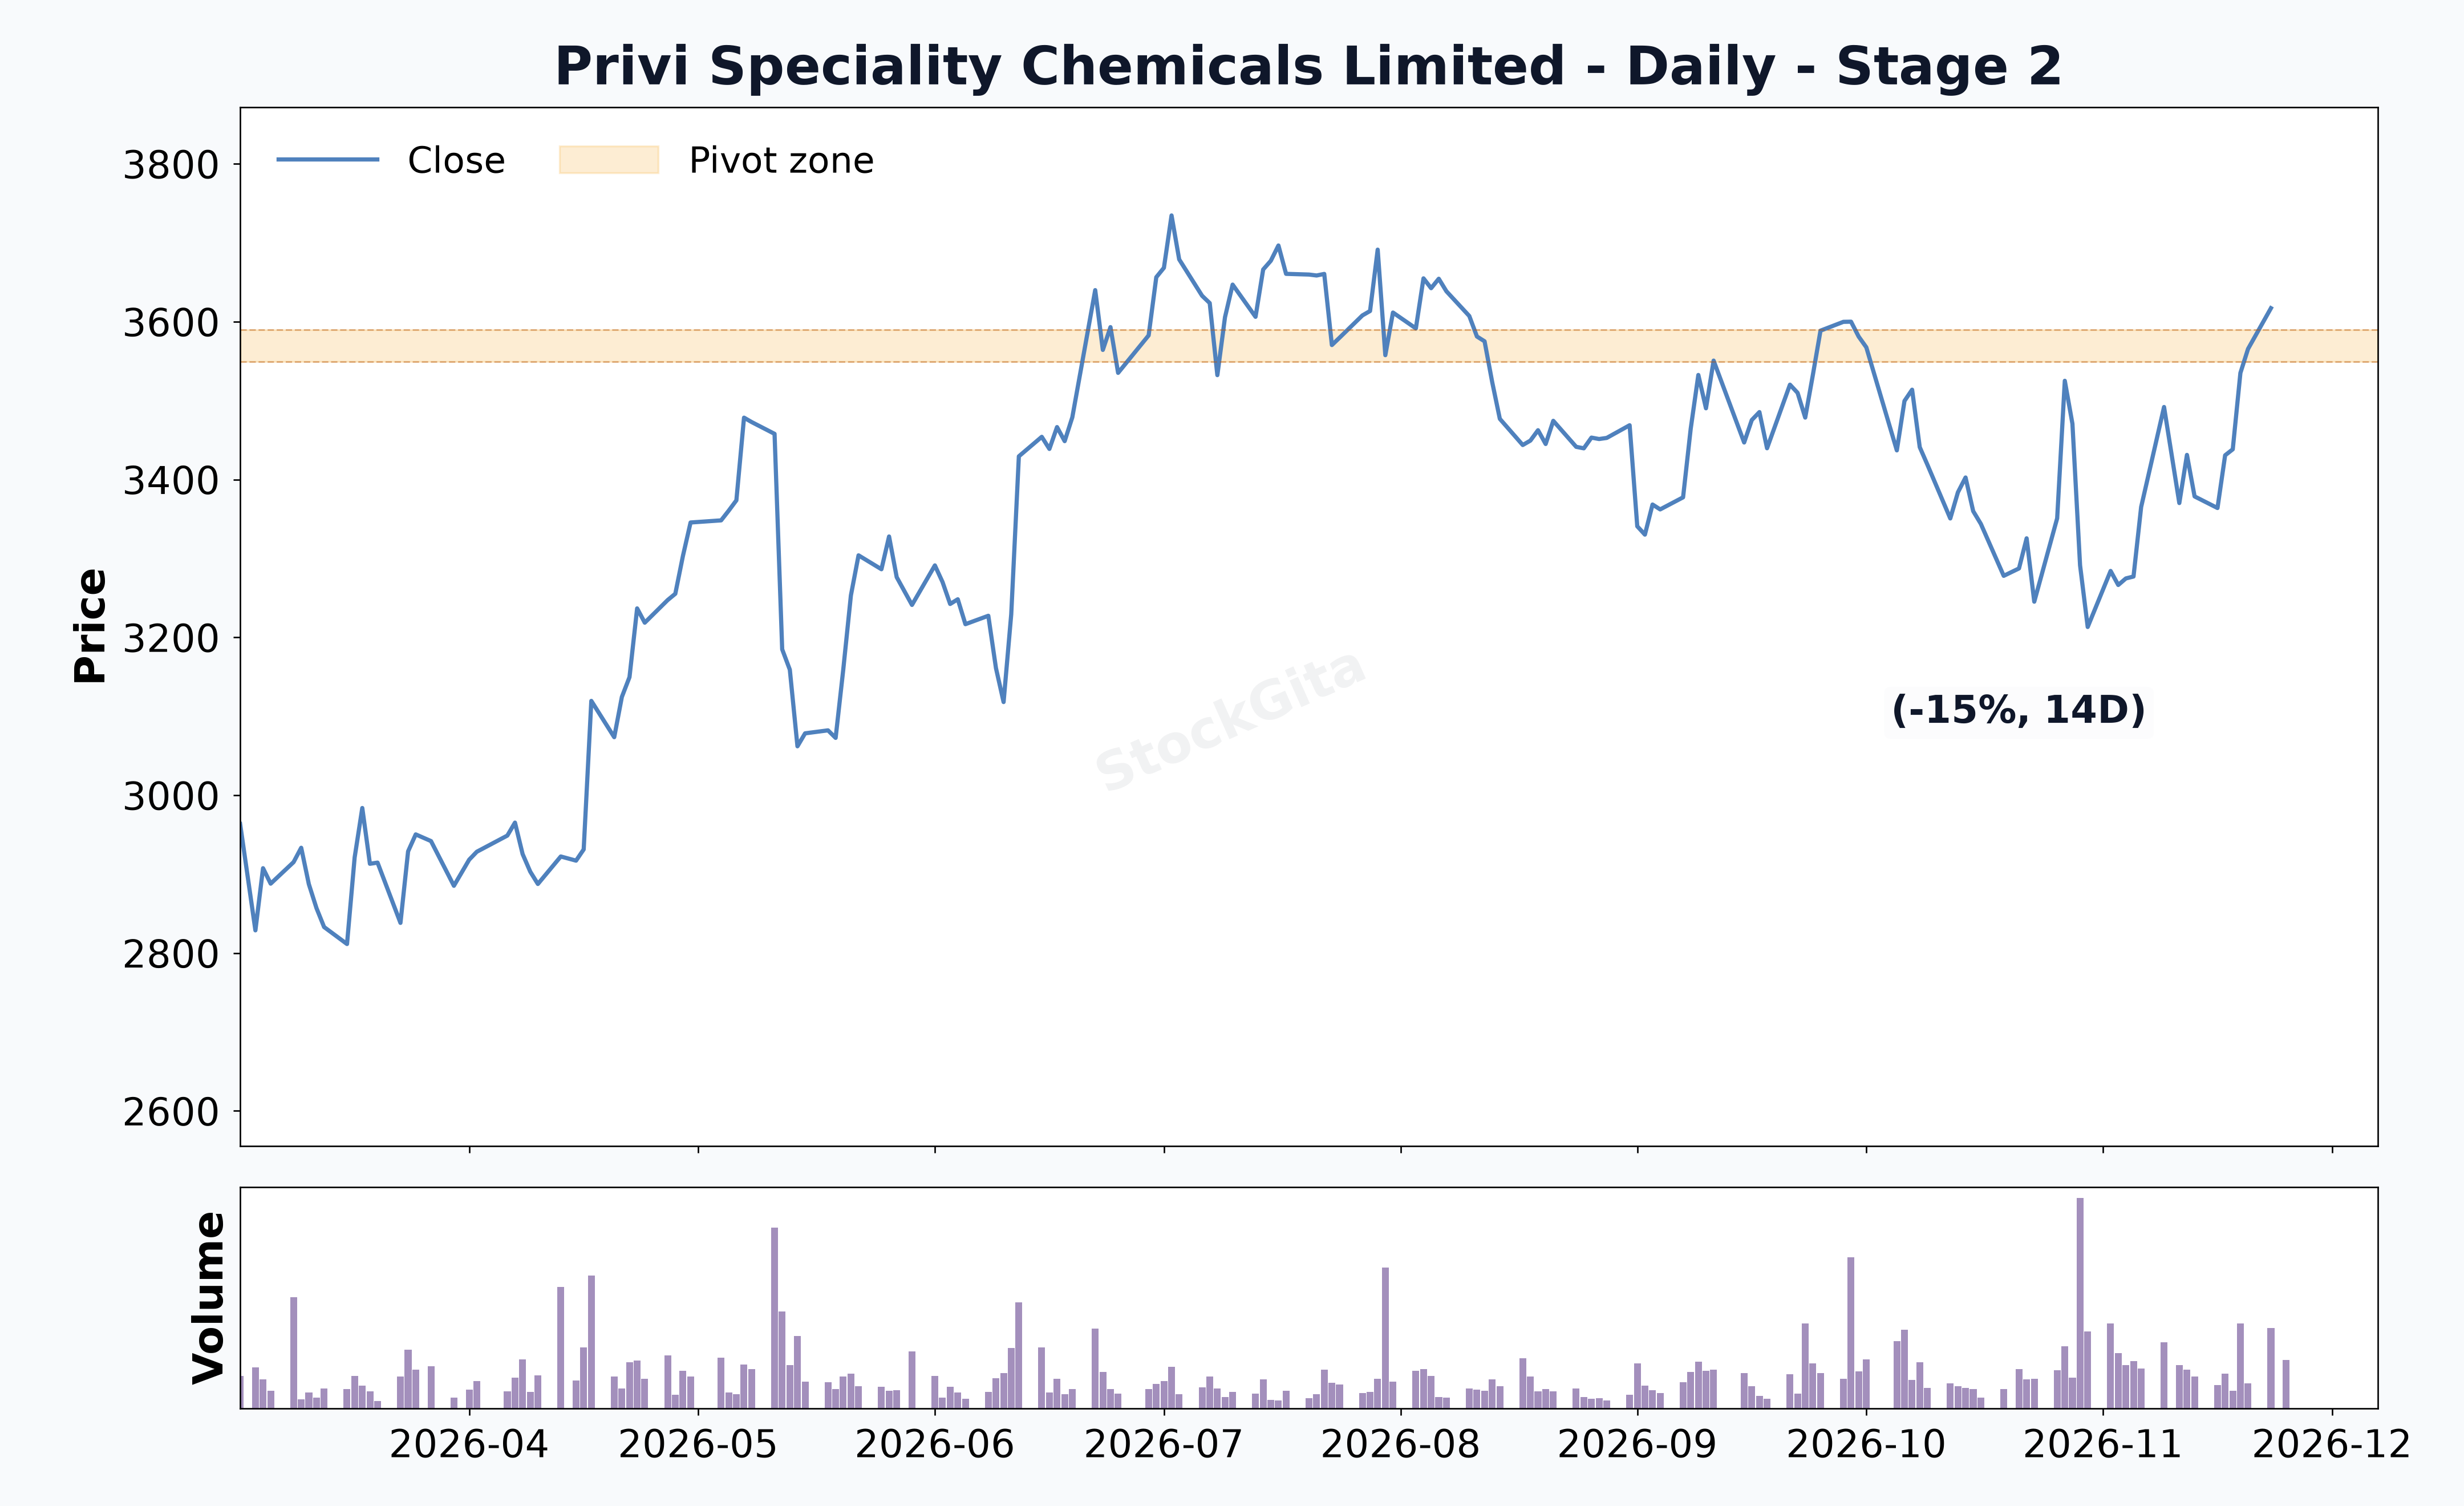 Privi Speciality Chemicals Limited - Daily - Stage 2
Close
Pivot zone
3800
3600
3400
3200
3000
2800
2600
Price
StockGita
(-15%, 14D)
Volume
2026-04
2026-05
2026-06
2026-07
2026-08
2026-09
2026-10
2026-11
2026-12